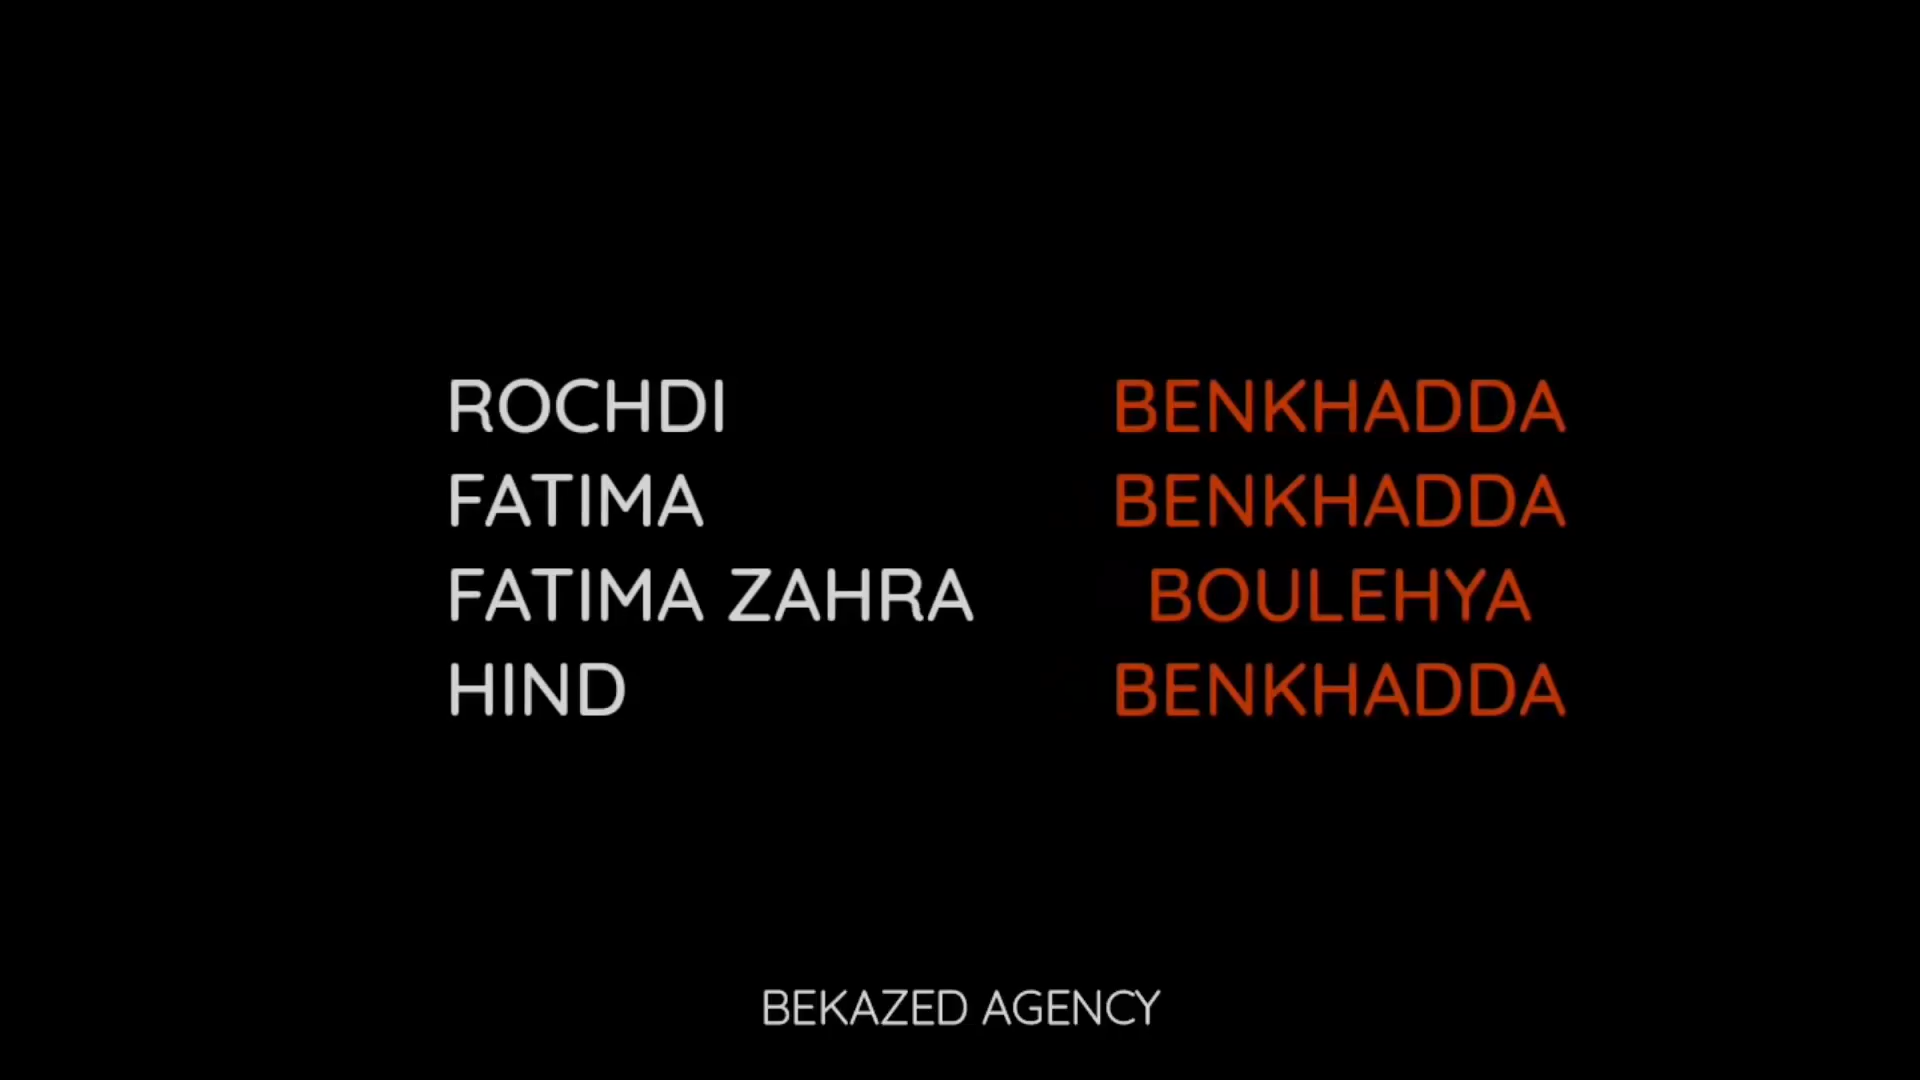 ROCHDI BENKHADDA
FATIMA BENKHADDA
FATIMA ZAHRA BOULEHYA
HIND BENKHADDA
BEKAZED AGENCY